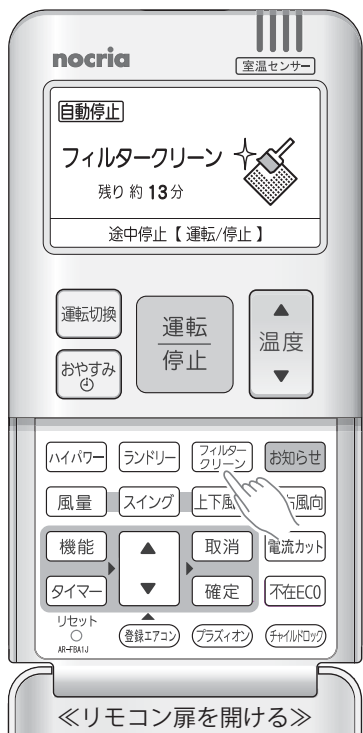 nocria
室温センサー
自動停止
フィルタークリーン
残り 約 13 分
途中停止【 運転/停止 】
運転切換
運転
停止
温度
おやすみ
ハイパワー
ランドリー
フィルター
クリーン
お知らせ
風量
スイング
上下風
風向
機能
取消
電流カット
タイマー
確定
不在ECO
リセット
AR-FBA1J
登録エアコン
プラズィオン
チャイルドロック
≪リモコン扉を開ける≫